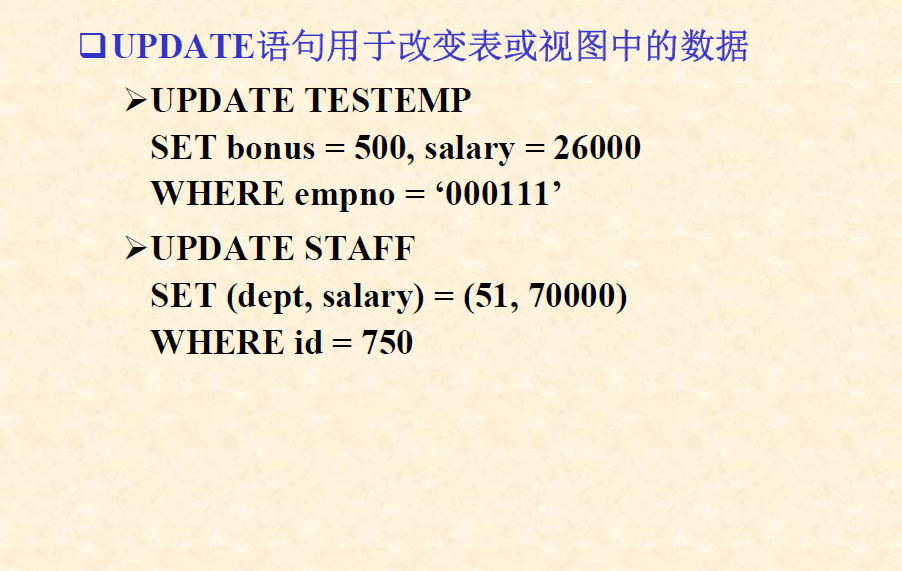 ❑UPDATE语句用于改变表或视图中的数据
➢UPDATE TESTEMP
SET bonus = 500, salary = 26000
WHERE empno = ‘000111’
➢UPDATE STAFF
SET (dept, salary) = (51, 70000)
WHERE id = 750